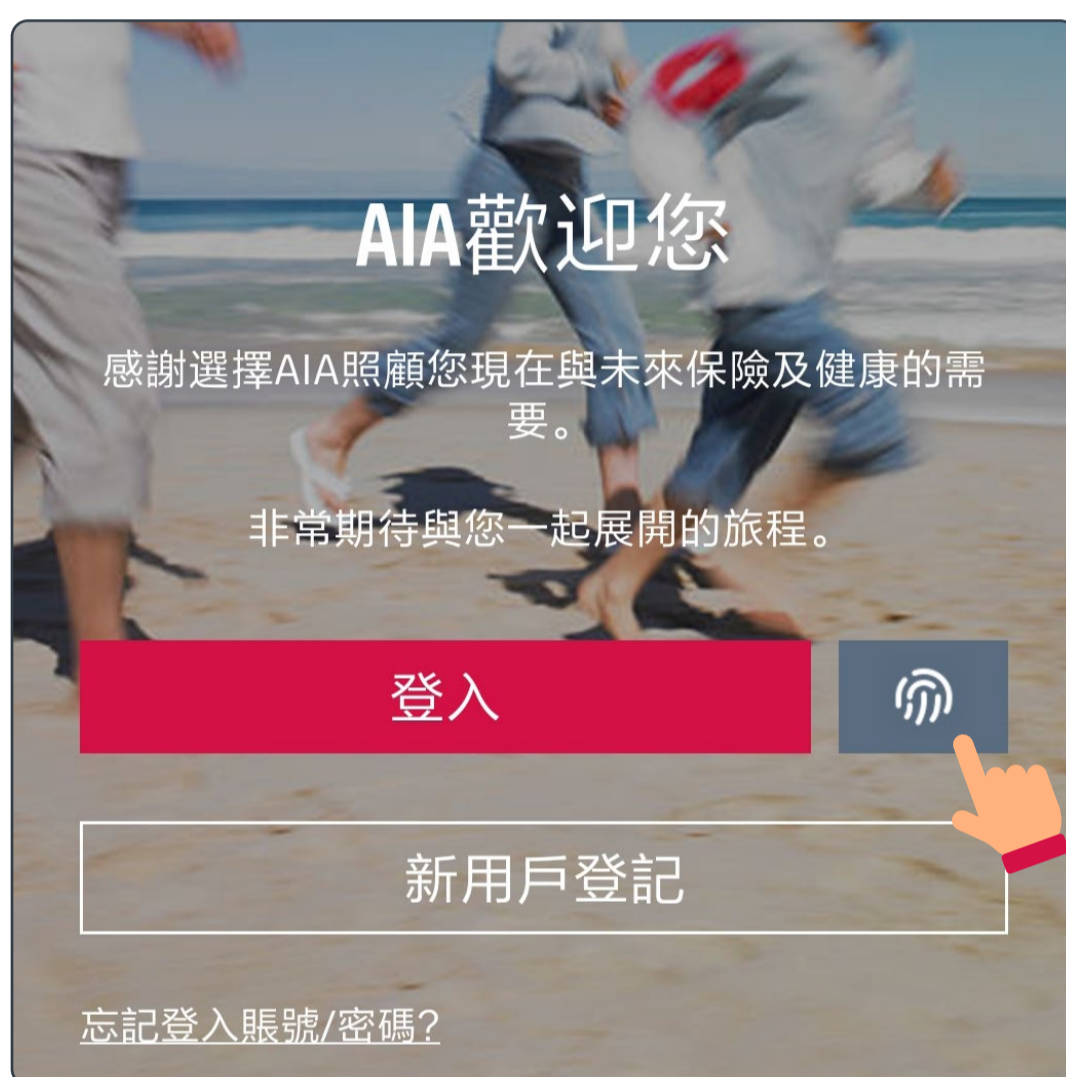 AIA歡迎您
感謝選擇AIA照顧您現在與未來保險及健康的需
要。
非常期待與您一起展開的旅程。
登入
新用戶登記
忘記登入賬號/密碼?